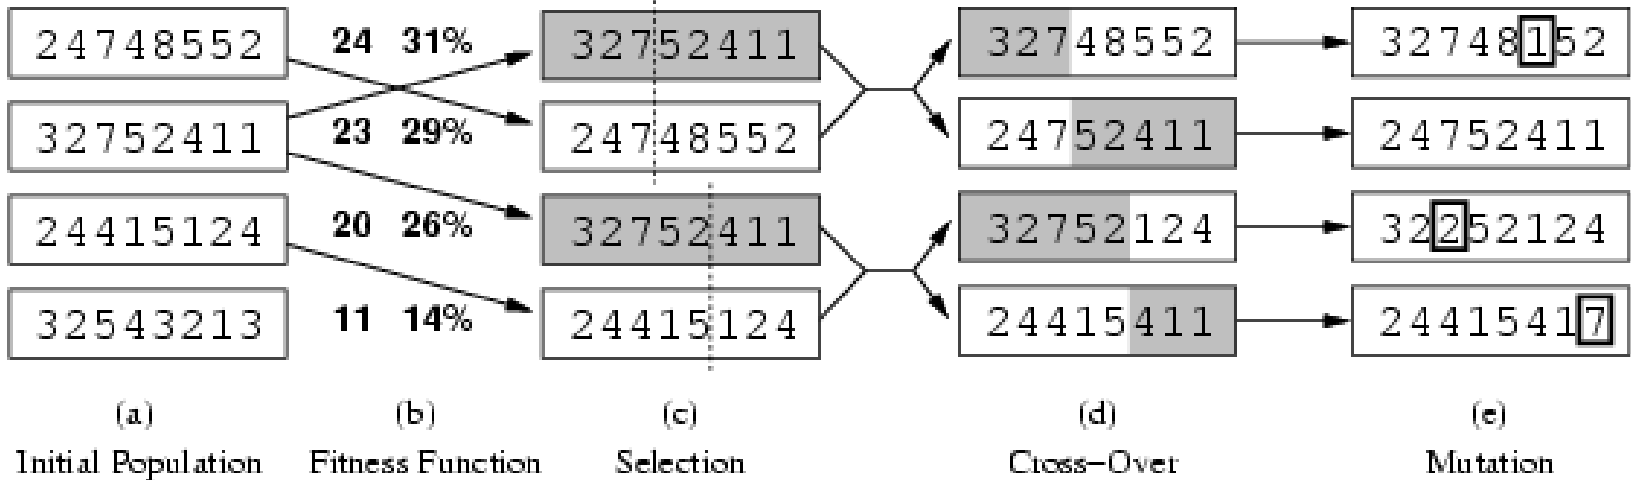 24748552 24 31% 32752411 32748552 32748152
32752411 23 29% 24748552 24752411 24752411
24415124 20 26% 32752411 32752124 32252124
32543213 11 14% 24415124 24415411 24415417
(a) (b) (c) (d) (e)
Initial Population Fitness Function Selection Cross-Over Mutation